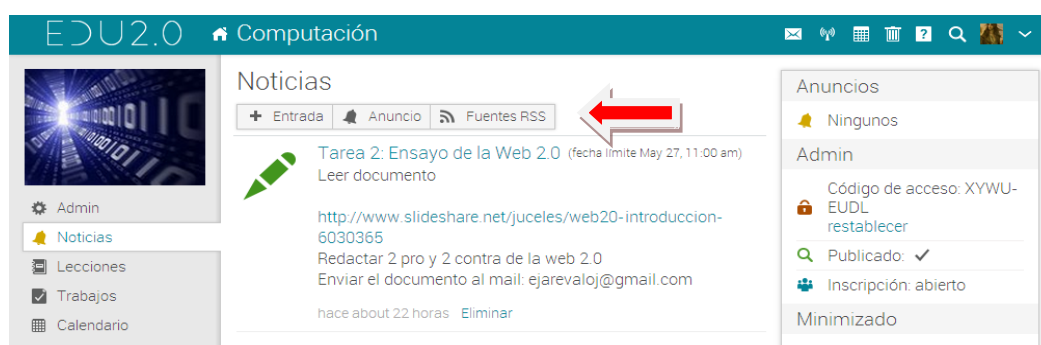 EDU2.0 Computación
Noticias
+ Entrada Anuncio Fuentes RSS
Tarea 2: Ensayo de la Web 2.0 (fecha límite May 27, 11:00 am)
Leer documento
http://www.slideshare.net/juceles/web20-introduccion-
6030365
Redactar 2 pro y 2 contra de la web 2.0
Enviar el documento al mail: ejarevaloj@gmail.com
hace about 22 horas Eliminar
Admin
Noticias
Lecciones
Trabajos
Calendario
Anuncios
Ningunos
Admin
Código de acceso: XYWU-
EUDL
restablecer
Publicado: ✓
Inscripción: abierto
Minimizado